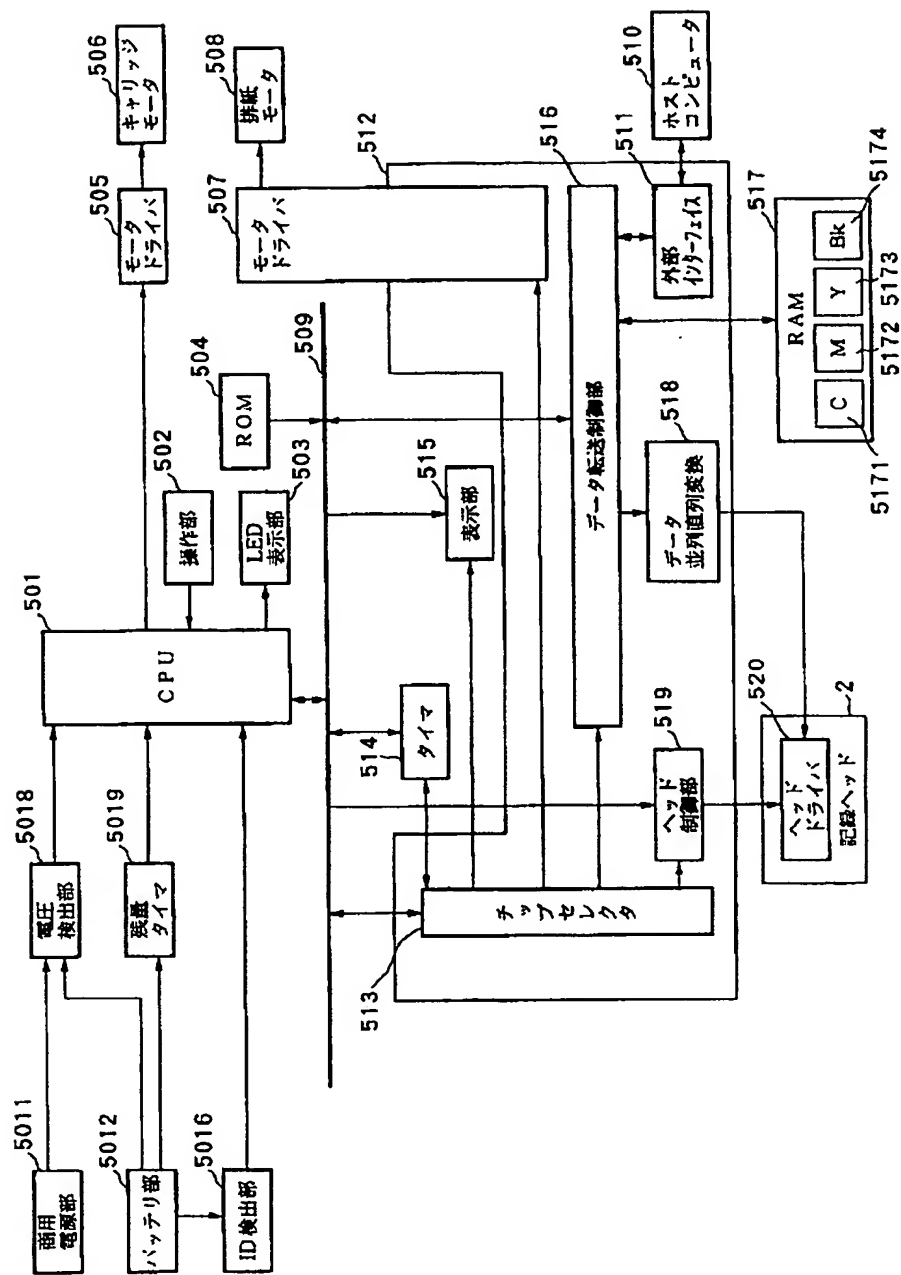 5011
商用
電源部
5012
バッテリ部
5016
ID検出部
5018
電圧
検出部
5019
残量
タイマ
501
CPU
502
操作部
503
LED
表示部
504
ROM
505
モータ
ドライバ
506
キャリッジ
モータ
507
モータ
ドライバ
508
排紙
モータ
509
512
513
チップセレクタ
514
タイマ
515
表示部
516
データ転送制御部
511
外部
インターフェイス
510
ホスト
コンピュータ
517
RAM
C
M
Y
Bk
5171
5172
5173
5174
518
データ
並列直列変換
519
ヘッド
制御部
520
ヘッド
ドライバ
記録ヘッド
2